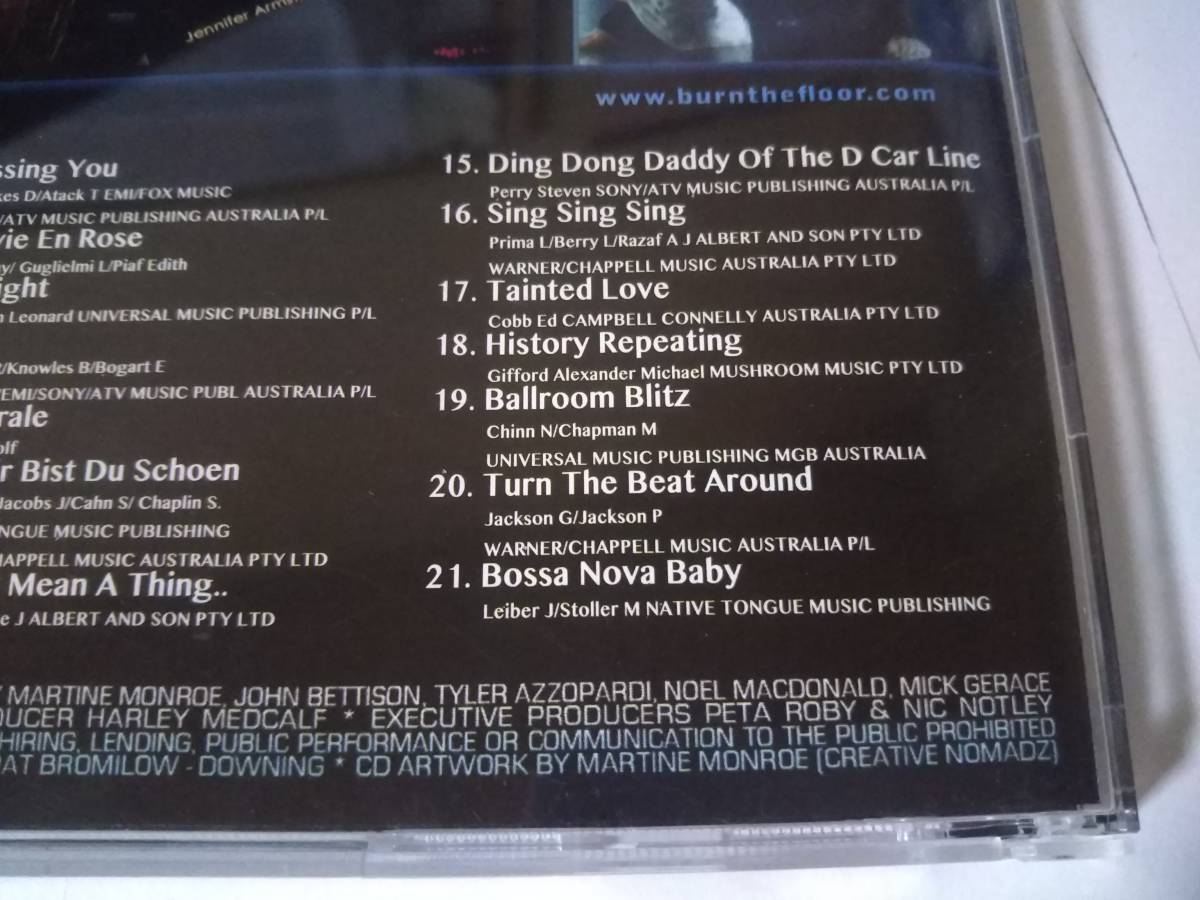 Jennifer
www.burnthefloor.com
You
D/Atack T EMI/FOX MUSIC
/ATV MUSIC PUBLISHING AUSTRALIA P/L
En Rose
Guglielmi L/Piaf Edith
Leonard UNIVERSAL MUSIC PUBLISHING P/L
/Knowles B/Bogart E
EMI/SONY/ATV MUSIC PUBL AUSTRALIA P/L
Bist Du Schoen
Jacobs J/Cahn S/ Chaplin S.
MUSIC PUBLISHING
MUSIC AUSTRALIA PTY LTD
Mean A Thing..
J ALBERT AND SON PTY LTD
15. Ding Dong Daddy Of The D Car Line
Perry Steven SONY/ATV MUSIC PUBLISHING AUSTRALIA P/L
16. Sing Sing Sing
Prima L/Berry L/Razaf A J ALBERT AND SON PTY LTD
WARNER/CHAPPELL MUSIC AUSTRALIA PTY LTD
17. Tainted Love
Cobb Ed CAMPBELL CONNELLY AUSTRALIA PTY LTD
18. History Repeating
Gifford Alexander Michael MUSHROOM MUSIC PTY LTD
19. Ballroom Blitz
Chinn N/Chapman M
UNIVERSAL MUSIC PUBLISHING MGB AUSTRALIA
20. Turn The Beat Around
Jackson G/Jackson P
WARNER/CHAPPELL MUSIC AUSTRALIA P/L
21. Bossa Nova Baby
Leiber J/Stoller M NATIVE TONGUE MUSIC PUBLISHING
MARTINE MONROE, JOHN BETTISON, TYLER AZZOPARDI, NOEL MACDONALD, MICK GERACE
HARLEY MEDCALF * EXECUTIVE PRODUCERS PETA ROBY & NIC NOTLEY
HIRING, LENDING, PUBLIC PERFORMANCE OR COMMUNICATION TO THE PUBLIC PROHIBITED
BROMILOW - DOWNING * CD ARTWORK BY MARTINE MONROE (CREATIVE NOMADZ)